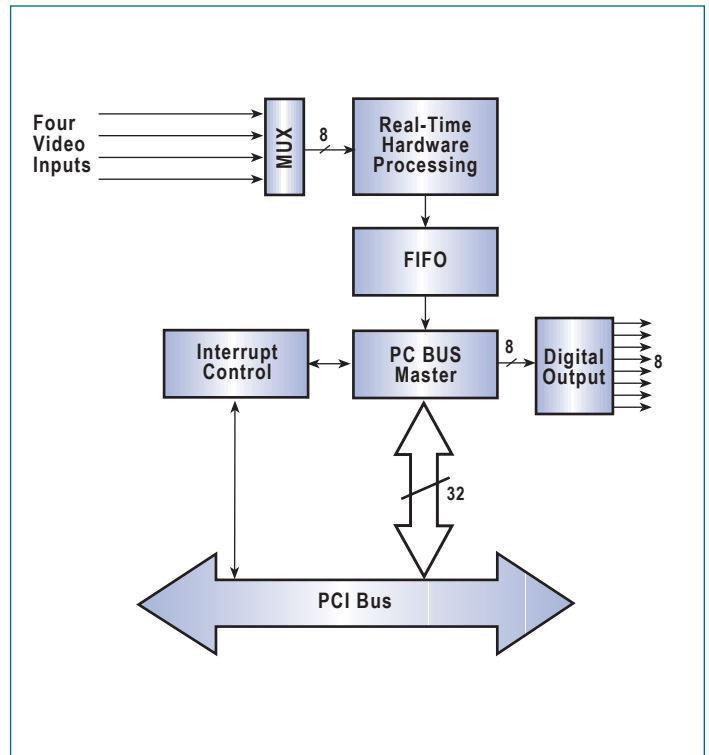 Four
Video
Inputs
MUX
8
Real-Time
Hardware
Processing
FIFO
Interrupt
Control
PC BUS
Master
8
Digital
Output
8
32
PCI Bus